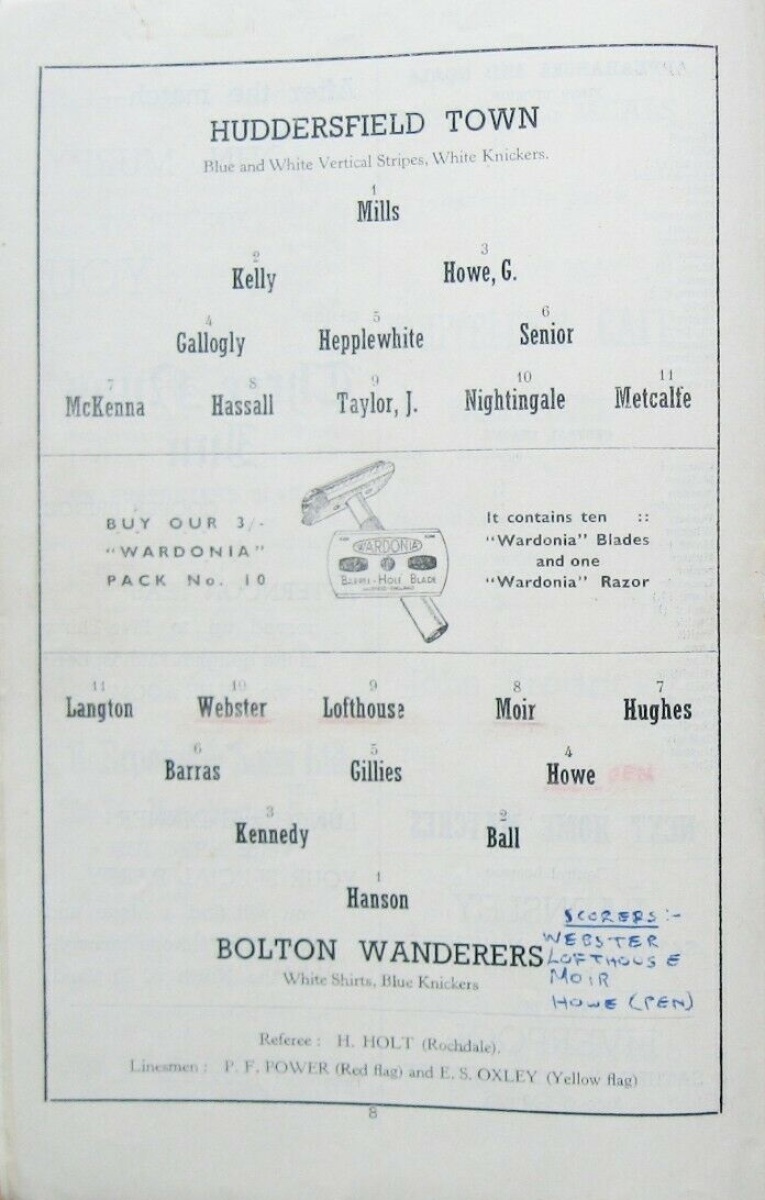 HUDDERSFIELD TOWN
Blue and White Vertical Stripes, White Knickers.
1
Mills
2 3
Kelly Howe, G.
4 5 6
Gallogly Hepplewhite Senior
7 8 9 10 11
McKenna Hassall Taylor, J. Nightingale Metcalfe
BUY OUR 3/-
"WARDONIA"
PACK No. 10
WARDONIA
BARREL-HOLE BLADE
It contains ten ::
"Wardonia" Blades
and one
"Wardonia" Razor
11 10 9 8 7
Langton Webster Lofthouse Moir Hughes
6 5 4
Barras Gillies Howe
3 2
Kennedy Ball
1
Hanson
BOLTON WANDERERS
White Shirts, Blue Knickers
SCORERS:-
WEBSTER
LOFTHOUSE
MOIR
HOWE (PEN)
Referee: H. HOLT (Rochdale).
Linesmen: P. F. POWER (Red flag) and E. S. OXLEY (Yellow flag)
8